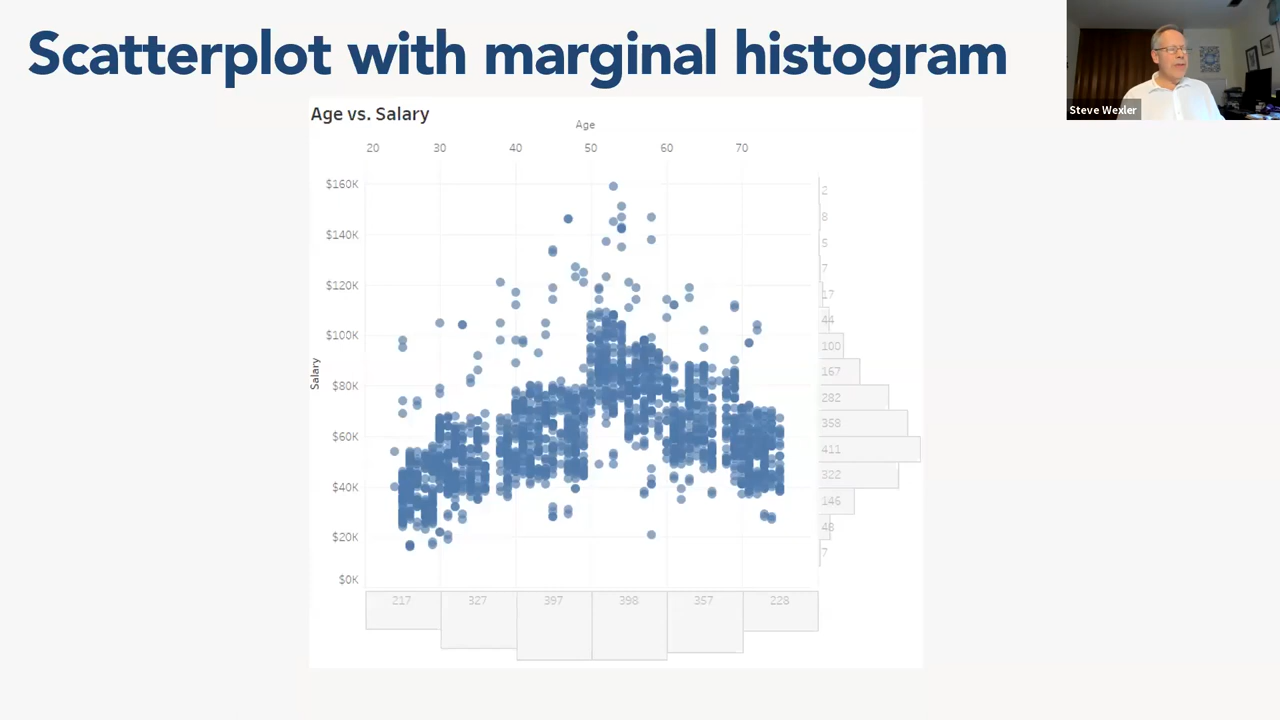 Scatterplot with marginal histogram
Steve Wexler
Age vs. Salary
Age
20 30 40 50 60 70
Salary
$160K
$140K
$120K
$100K
$80K
$60K
$40K
$20K
$0K
2
8
5
7
17
44
100
167
282
358
411
322
146
48
7
217 327 397 398 357 228